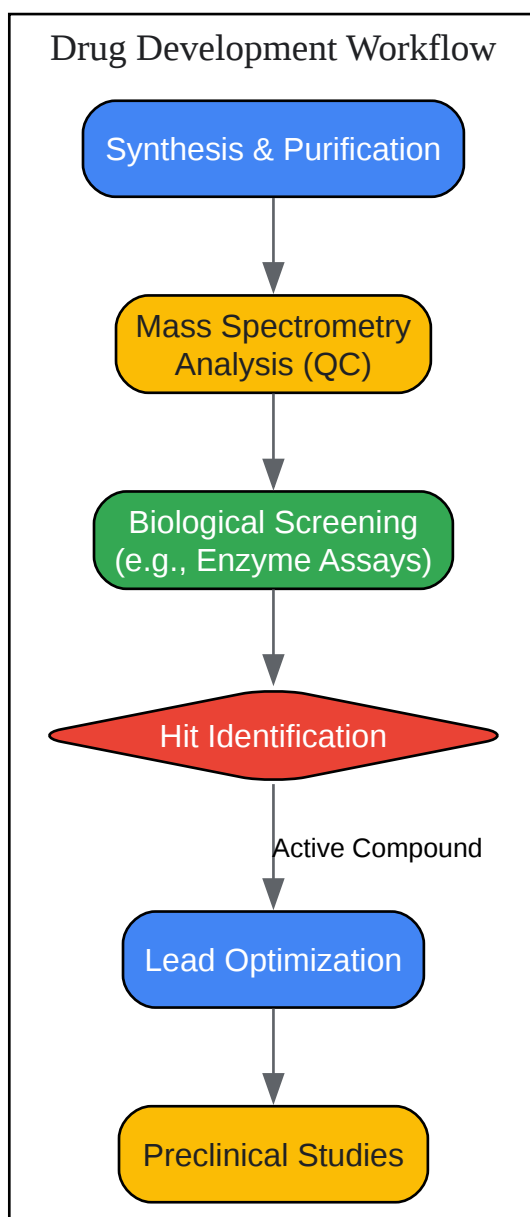 Drug Development Workflow
Synthesis & Purification
Mass Spectrometry
Analysis (QC)
Biological Screening
(e.g., Enzyme Assays)
Hit Identification
Active Compound
Lead Optimization
Preclinical Studies